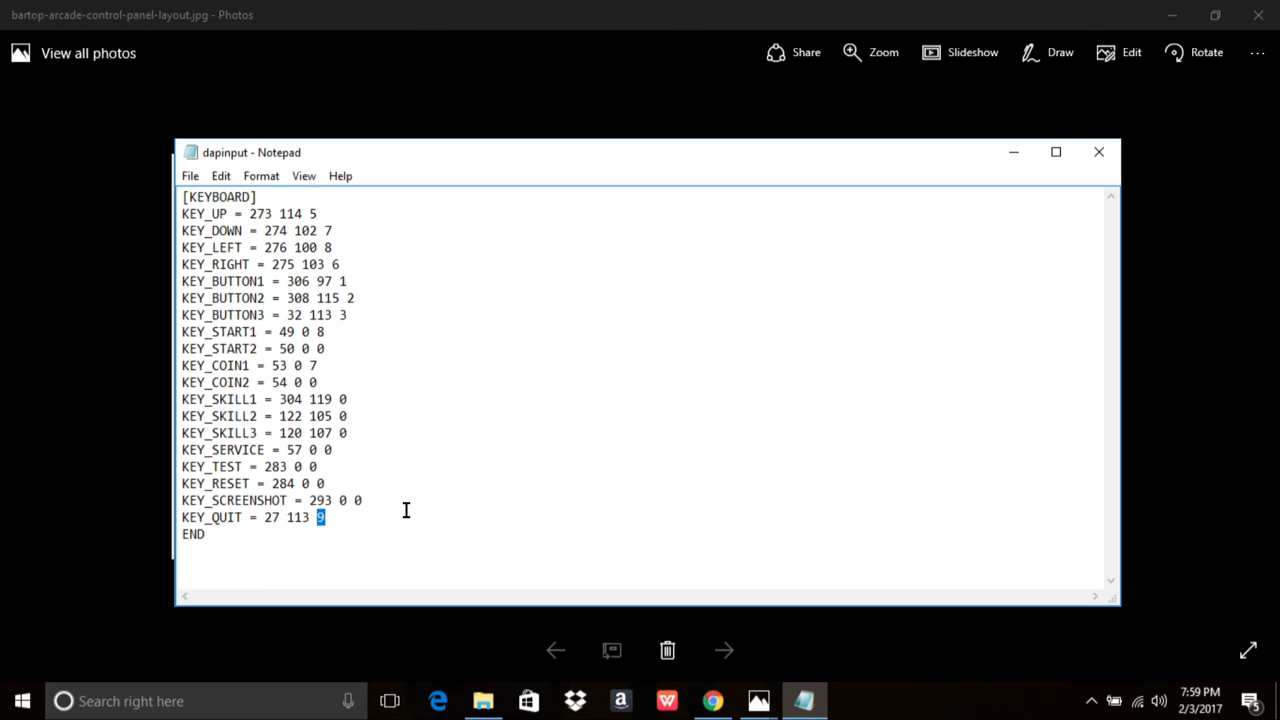 bartop-arcade-control-panel-layout.jpg - Photos
View all photos
Share
Zoom
Slideshow
Draw
Edit
Rotate
dapinput - Notepad
File Edit Format View Help
[KEYBOARD]
KEY_UP = 273 114 5
KEY_DOWN = 274 102 7
KEY_LEFT = 276 100 8
KEY_RIGHT = 275 103 6
KEY_BUTTON1 = 306 97 1
KEY_BUTTON2 = 308 115 2
KEY_BUTTON3 = 32 113 3
KEY_START1 = 49 0 8
KEY_START2 = 50 0 0
KEY_COIN1 = 53 0 7
KEY_COIN2 = 54 0 0
KEY_SKILL1 = 304 119 0
KEY_SKILL2 = 122 105 0
KEY_SKILL3 = 120 107 0
KEY_SERVICE = 57 0 0
KEY_TEST = 283 0 0
KEY_RESET = 284 0 0
KEY_SCREENSHOT = 293 0 0
KEY_QUIT = 27 113 9
END
Search right here
7:59 PM
2/3/2017
5